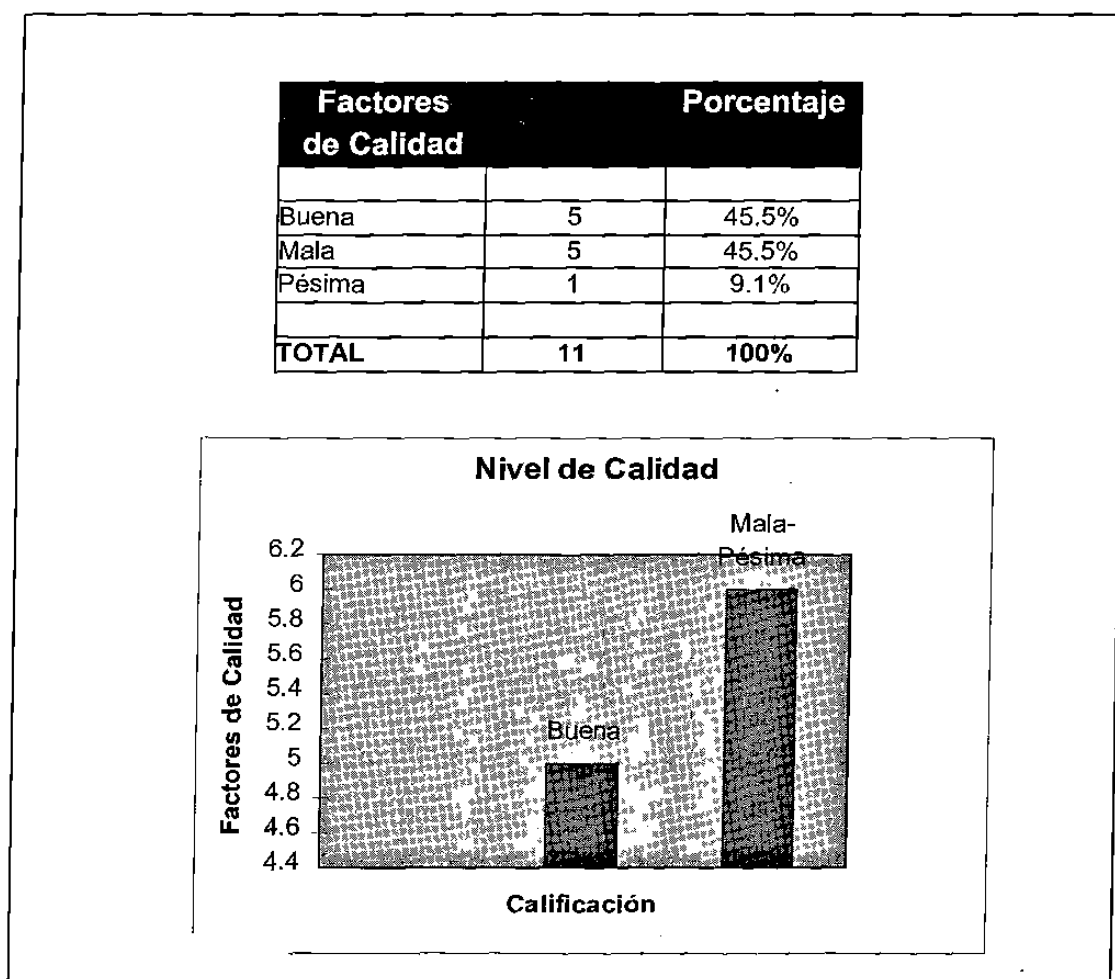 Factores de Calidad Porcentaje
Buena 5 45.5%
Mala 5 45.5%
Pésima 1 9.1%
TOTAL 11 100%
Nivel de Calidad
Mala-
Pésima
Buena
6.2
6
5.8
5.6
5.4
5.2
5
4.8
4.6
4.4
Factores de Calidad
Calificación